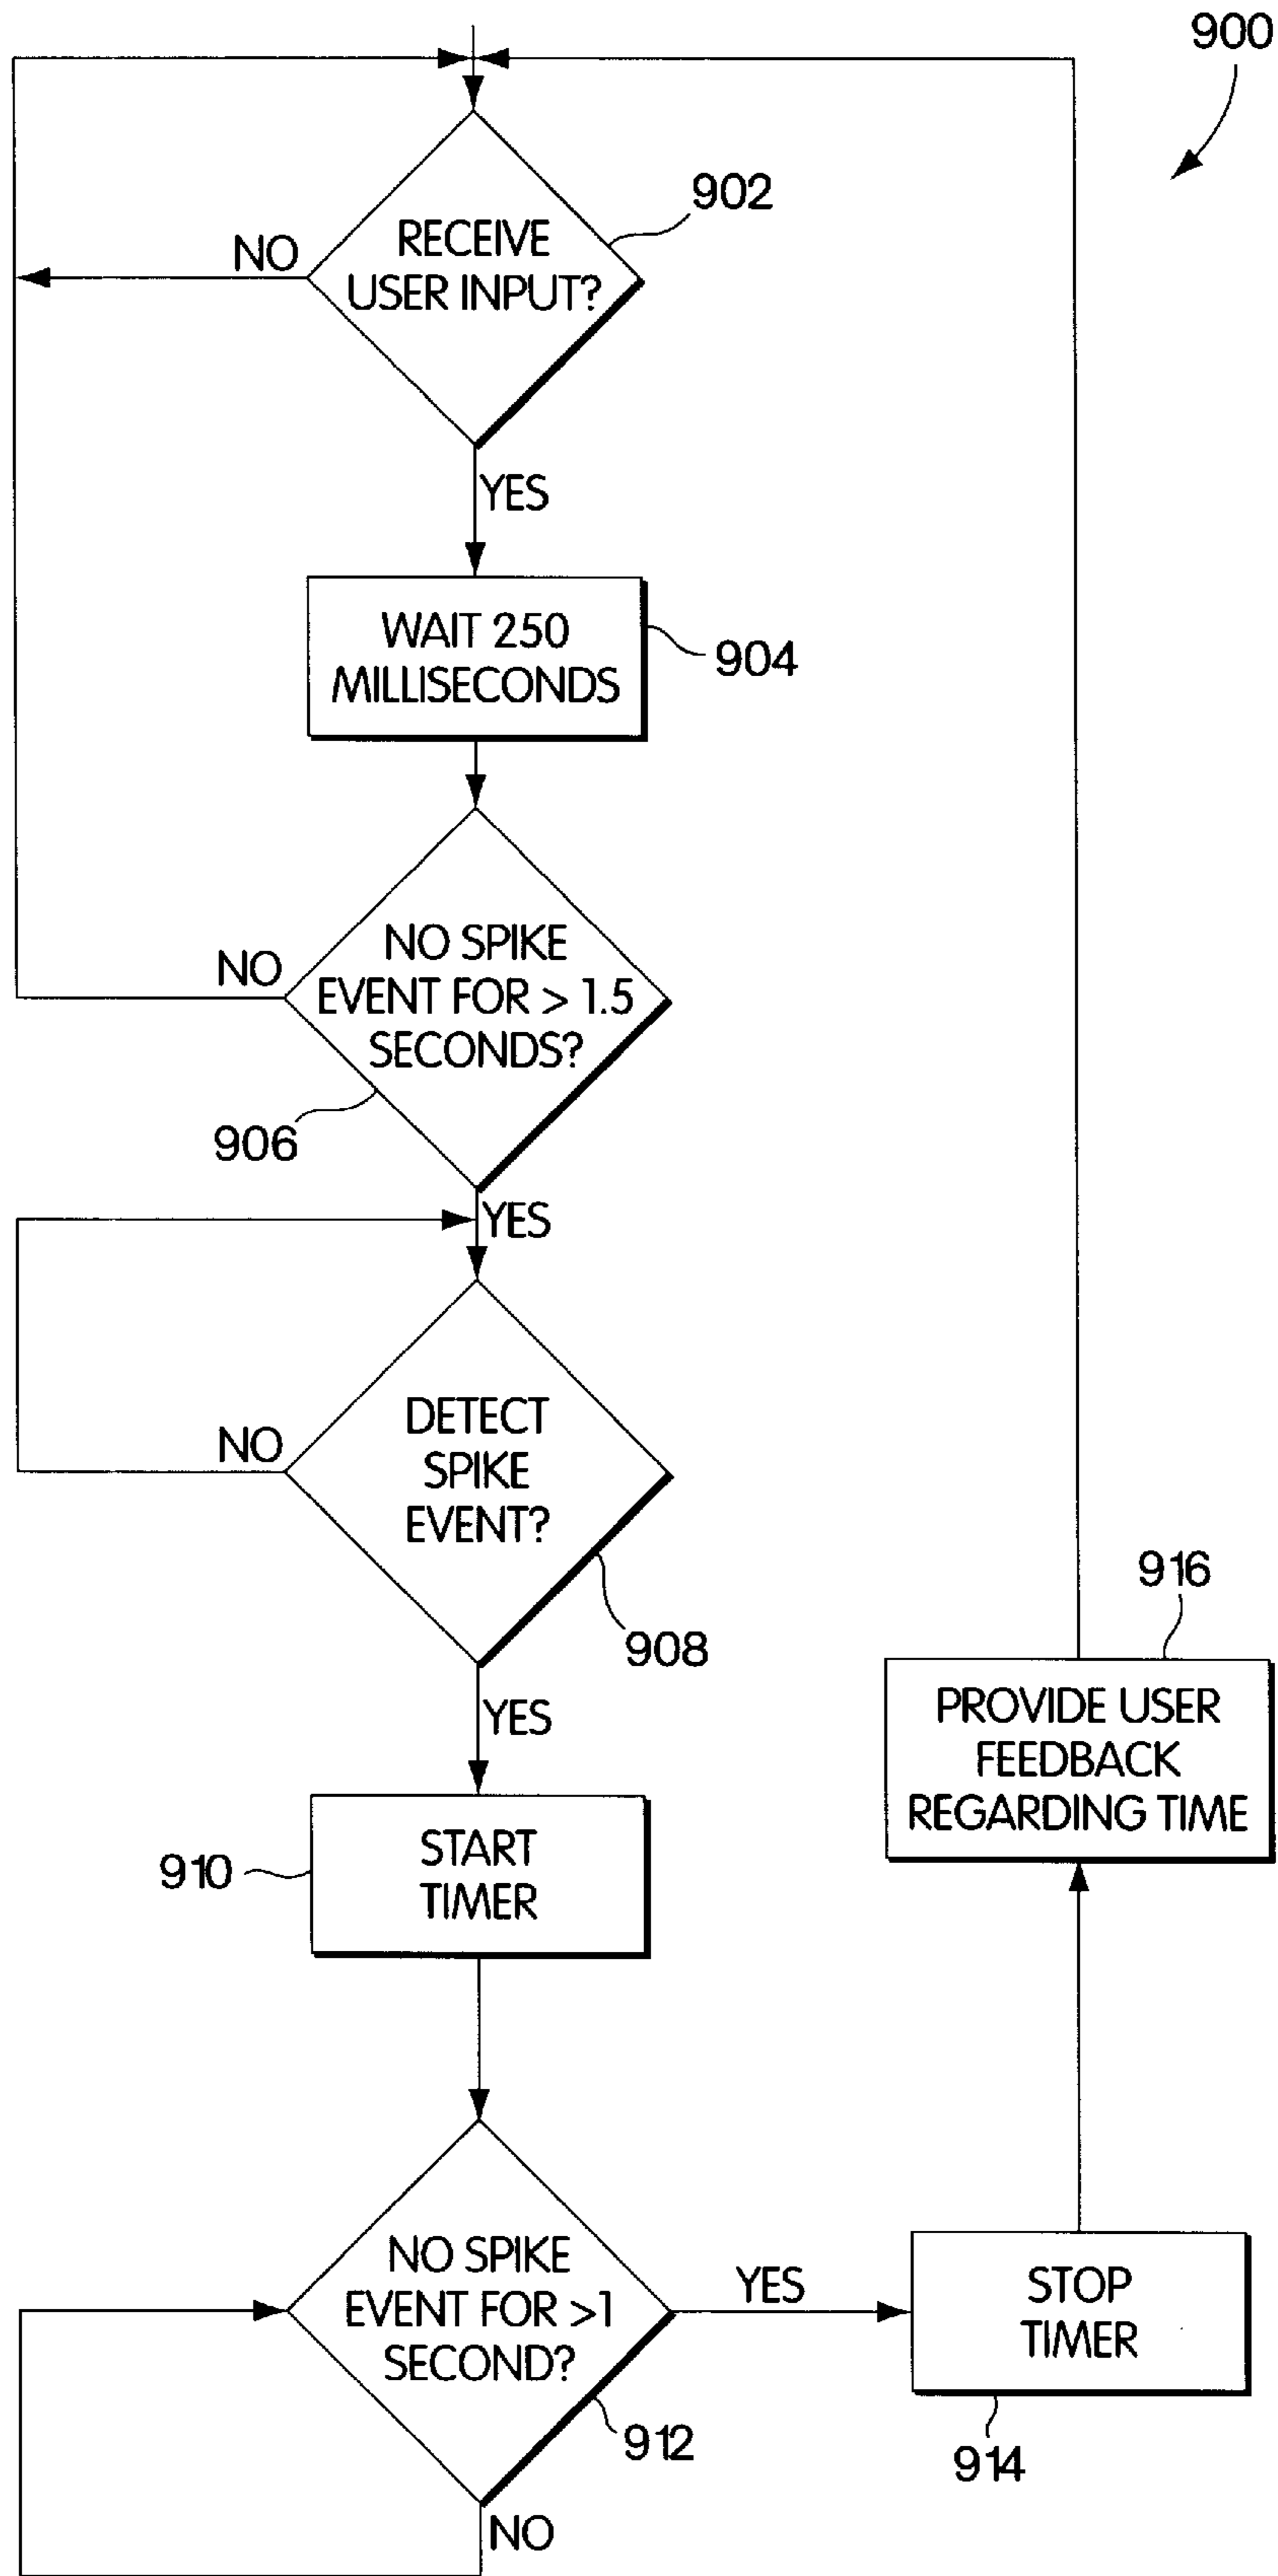 900
902
RECEIVE
USER INPUT?
NO
YES
WAIT 250
MILLISECONDS
904
NO SPIKE
EVENT FOR > 1.5
SECONDS?
NO
906
YES
DETECT
SPIKE
EVENT?
NO
908
YES
START
TIMER
910
NO SPIKE
EVENT FOR >1
SECOND?
912
NO
YES
STOP
TIMER
914
916
PROVIDE USER
FEEDBACK
REGARDING TIME